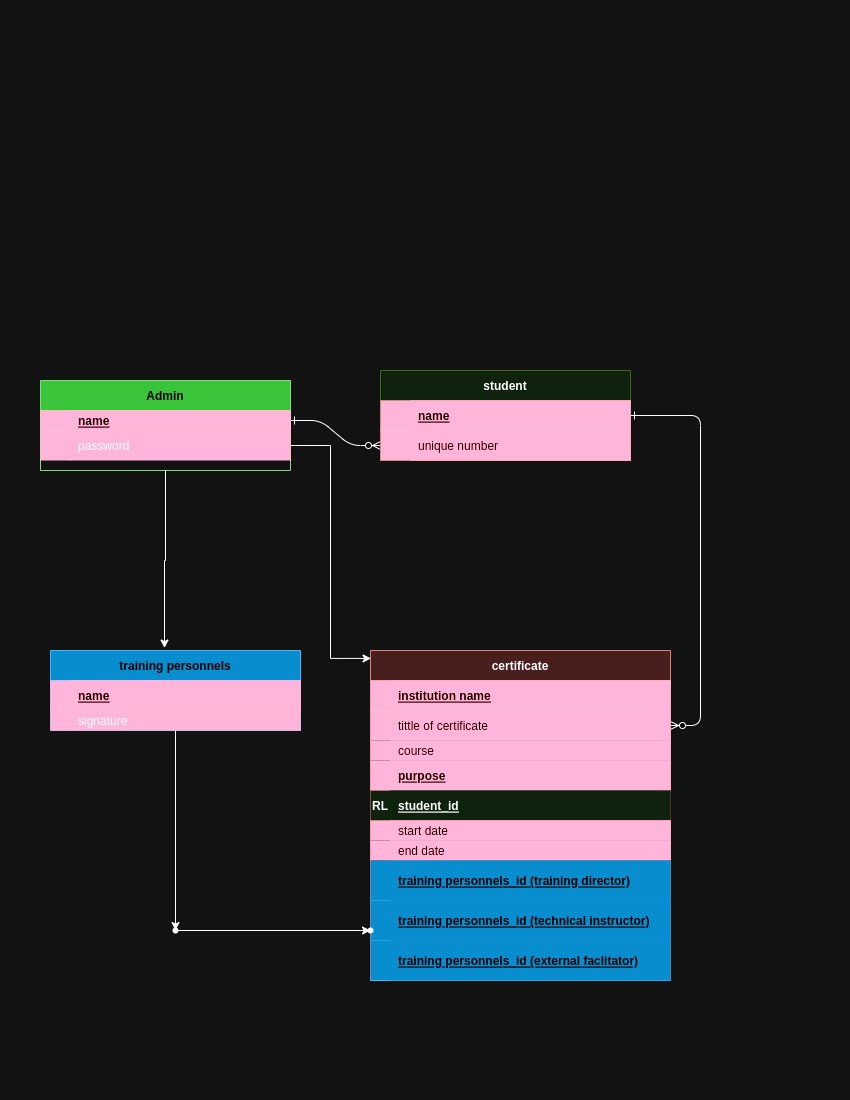 Admin
name
password
student
name
unique number
training personnels
name
signature
certificate
institution name
tittle of certificate
course
purpose
RL student_id
start date
end date
training personnels_id (training director)
training personnels_id (technical instructor)
training personnels_id (external faclitator)